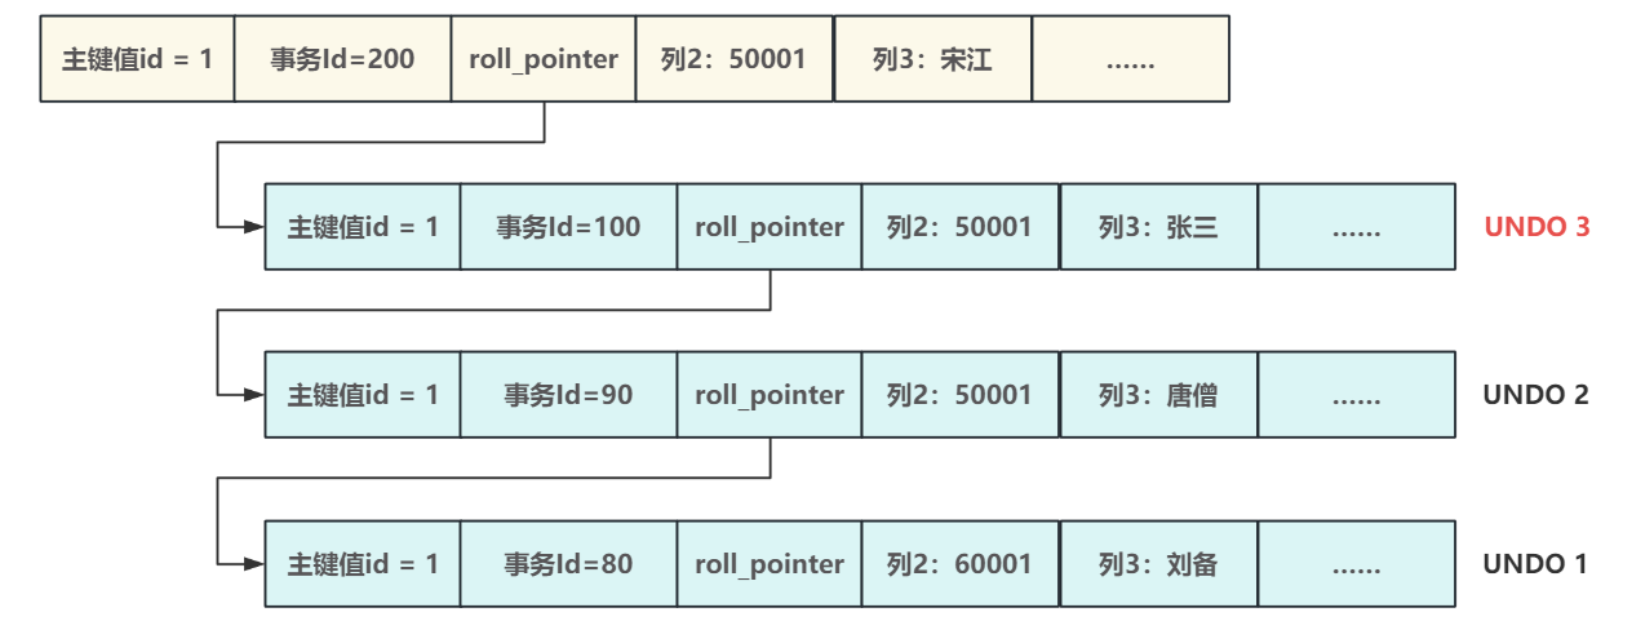 主键值id = 1 事务Id=200 roll_pointer 列2：50001 列3：宋江 ......
主键值id = 1 事务Id=100 roll_pointer 列2：50001 列3：张三 ...... UNDO 3
主键值id = 1 事务Id=90 roll_pointer 列2：50001 列3：唐僧 ...... UNDO 2
主键值id = 1 事务Id=80 roll_pointer 列2：60001 列3：刘备 ...... UNDO 1